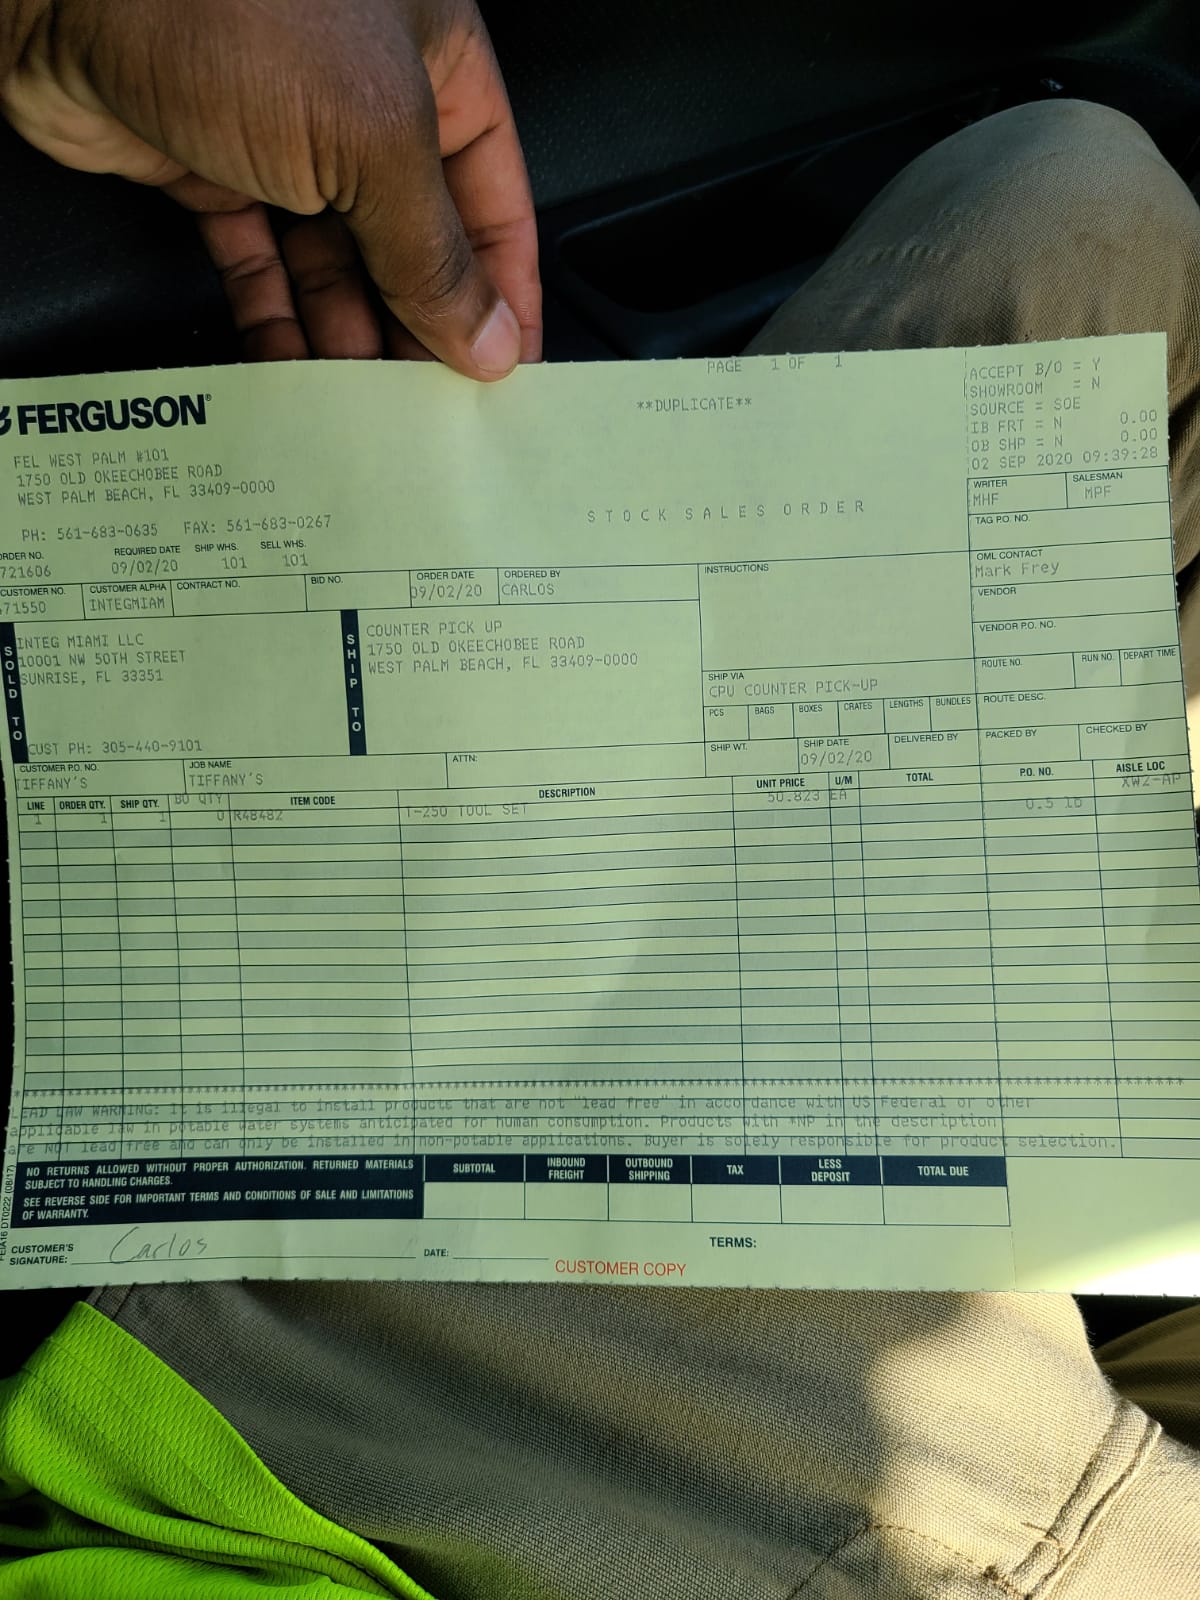 PAGE 1 OF 1
**DUPLICATE**
ACCEPT B/O = Y
SHOWROOM = N
SOURCE = SOE
IB FRT = N 0.00
OB SHP = N 0.00
02 SEP 2020 09:39:28
FERGUSON®
FEL WEST PALM #101
1750 OLD OKEECHOBEE ROAD
WEST PALM BEACH, FL 33409-0000
PH: 561-683-0635 FAX: 561-683-0267
STOCK SALES ORDER
WRITER SALESMAN
MHF MPF
TAG P.O. NO.
OML CONTACT
Mark Frey
VENDOR
VENDOR P.O. NO.
ROUTE NO. RUN NO. DEPART TIME
ROUTE DESC.
PACKED BY CHECKED BY
ORDER NO. REQUIRED DATE SHIP WHS. SELL WHS.
721606 09/02/20 101 101
CUSTOMER NO. CUSTOMER ALPHA CONTRACT NO. BID NO. ORDER DATE ORDERED BY
71550 INTEGMIAM 09/02/20 CARLOS
INSTRUCTIONS
SOLD TO
INTEG MIAMI LLC
10001 NW 50TH STREET
SUNRISE, FL 33351
CUST PH: 305-440-9101
SHIP TO
COUNTER PICK UP
1750 OLD OKEECHOBEE ROAD
WEST PALM BEACH, FL 33409-0000
SHIP VIA
CPU COUNTER PICK-UP
PCS BAGS BOXES CRATES LENGTHS BUNDLES
SHIP WT. SHIP DATE DELIVERED BY
09/02/20
CUSTOMER P.O. NO. JOB NAME ATTN:
TIFFANY'S TIFFANY'S
LINE ORDER QTY. SHIP QTY. BO QTY ITEM CODE DESCRIPTION UNIT PRICE U/M TOTAL P.O. NO. AISLE LOC
1 1 1 0 R48482 T-250 TOOL SET 50.823 EA 0.5 lb XW2-AP
LEAD LAW WARNING: It is illegal to install products that are not "lead free" in accordance with US Federal or other
applicable law in potable water systems anticipated for human consumption. Products with *NP in the description
are NOT lead free and can only be installed in non-potable applications. Buyer is solely responsible for product selection.
NO RETURNS ALLOWED WITHOUT PROPER AUTHORIZATION. RETURNED MATERIALS
SUBJECT TO HANDLING CHARGES.
SEE REVERSE SIDE FOR IMPORTANT TERMS AND CONDITIONS OF SALE AND LIMITATIONS
OF WARRANTY.
SUBTOTAL INBOUND FREIGHT OUTBOUND SHIPPING TAX LESS DEPOSIT TOTAL DUE
FEIA16 DT0222 (08/17)
CUSTOMER'S
SIGNATURE: Carlos DATE: TERMS:
CUSTOMER COPY